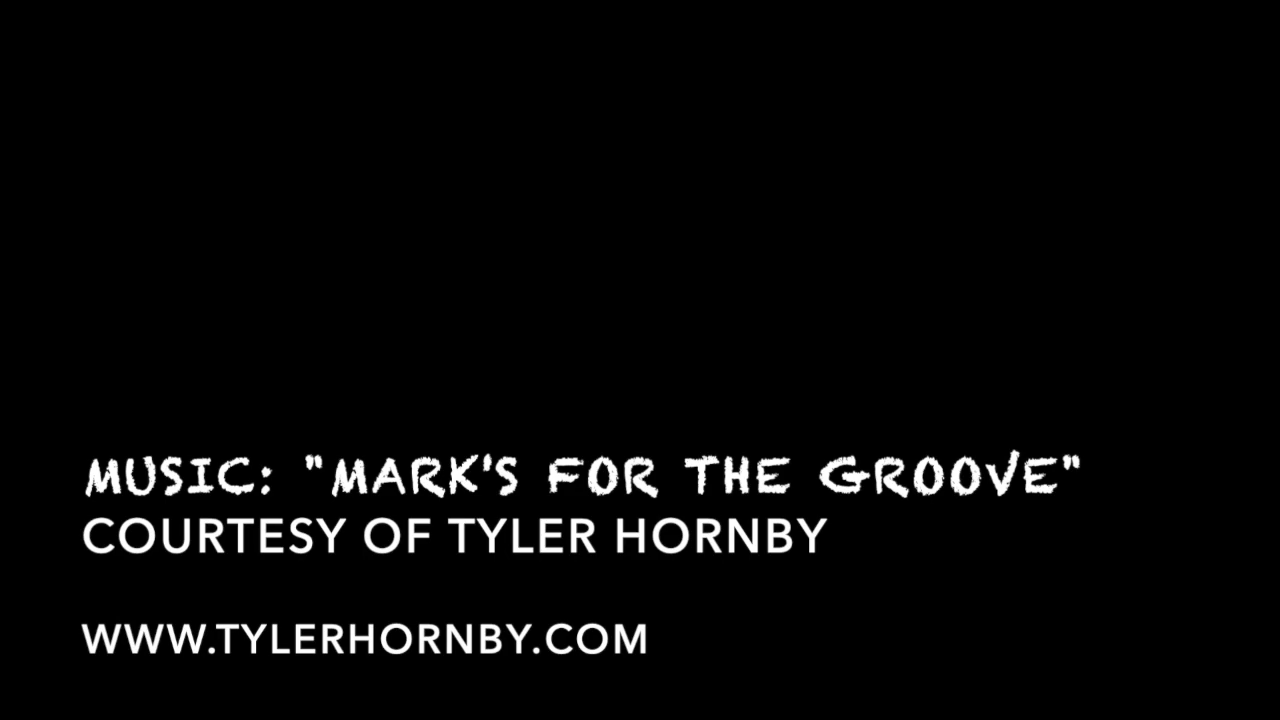 MUSIC: "MARK'S FOR THE GROOVE"
COURTESY OF TYLER HORNBY
WWW.TYLERHORNBY.COM